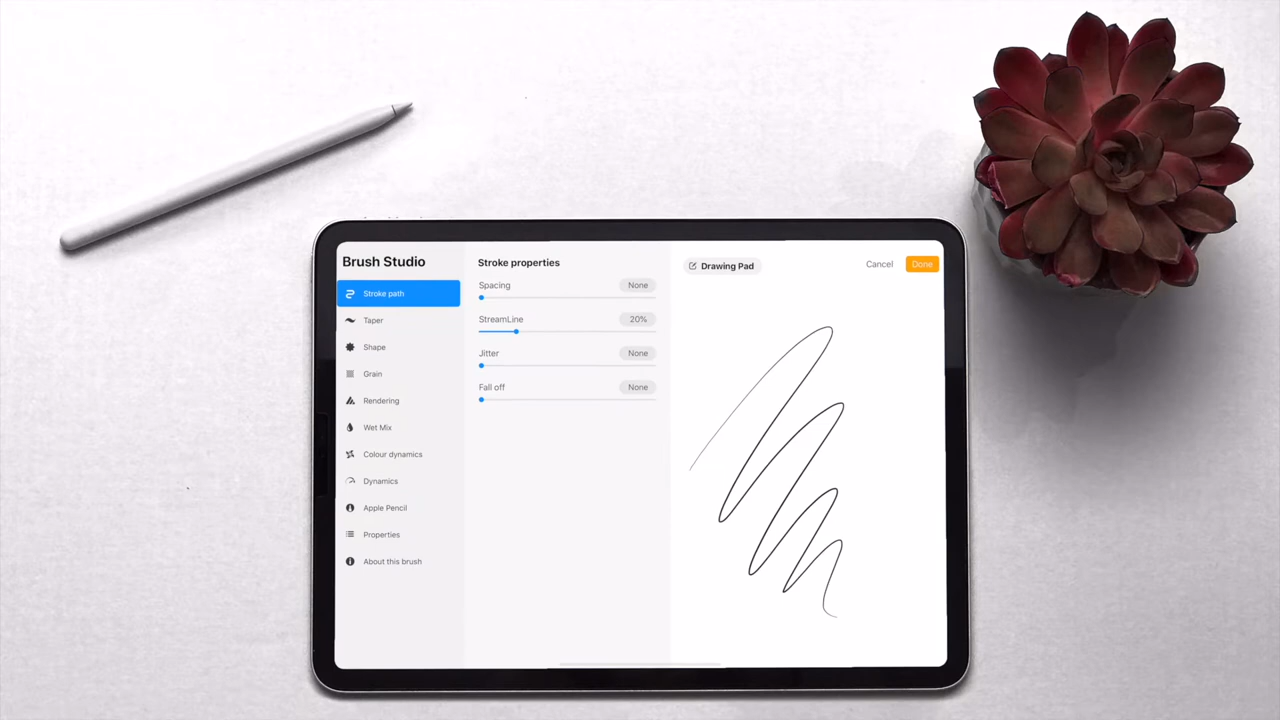 Brush Studio
Stroke path
Taper
Shape
Grain
Rendering
Wet Mix
Colour dynamics
Dynamics
Apple Pencil
Properties
About this brush
Stroke properties
Spacing None
StreamLine 20%
Jitter None
Fall off None
Drawing Pad
Cancel
Done